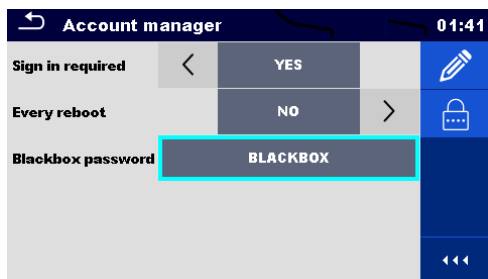 Account manager 01:41
Sign in required YES
Every reboot NO
Blackbox password BLACKBOX